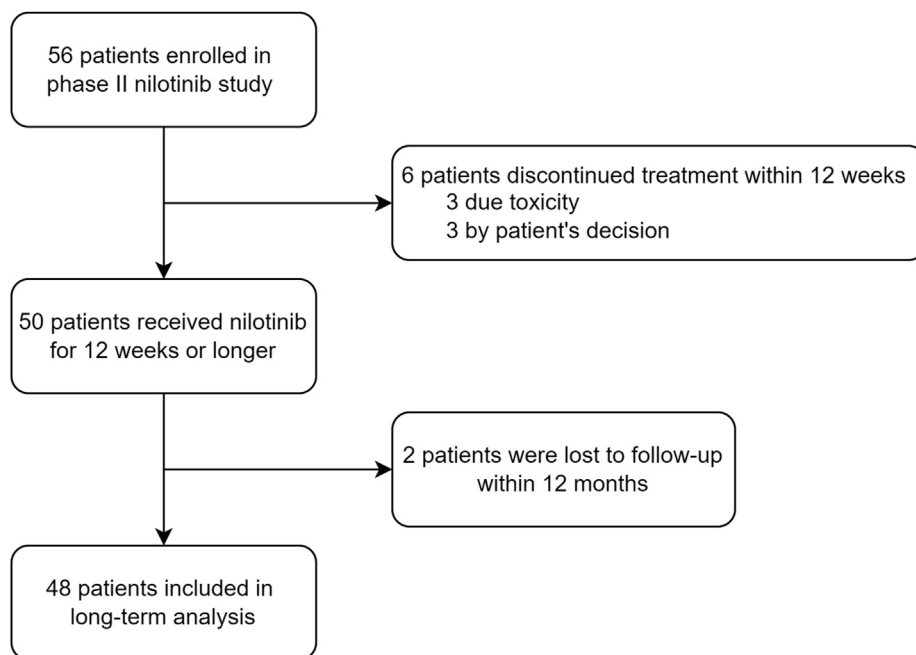 56 patients enrolled in
phase II nilotinib study
6 patients discontinued treatment within 12 weeks
3 due toxicity
3 by patient's decision
50 patients received nilotinib
for 12 weeks or longer
2 patients were lost to follow-up
within 12 months
48 patients included in
long-term analysis